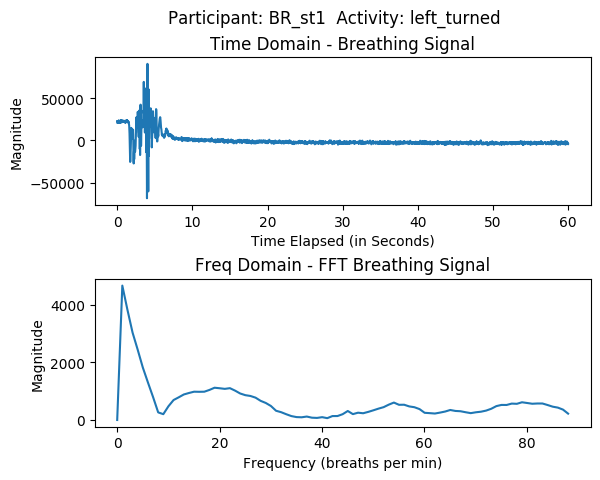 Participant: BR_st1  Activity: left_turned
Time Domain - Breathing Signal
Magnitude
50000
0
−50000
0 10 20 30 40 50 60
Time Elapsed (in Seconds)
Freq Domain - FFT Breathing Signal
Magnitude
4000
2000
0
0 20 40 60 80
Frequency (breaths per min)